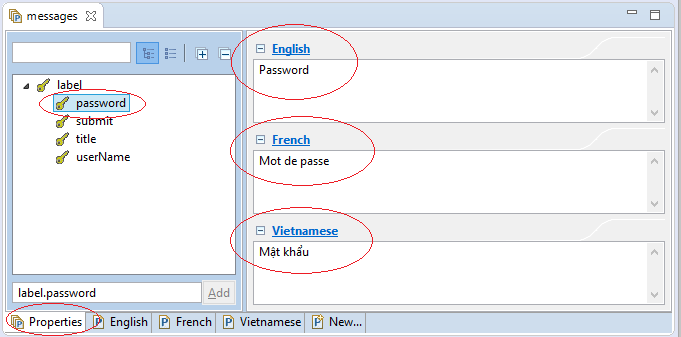 messages
label
password
submit
title
userName
label.password
Add
English
Password
French
Mot de passe
Vietnamese
Mật khẩu
Properties
English
French
Vietnamese
New...